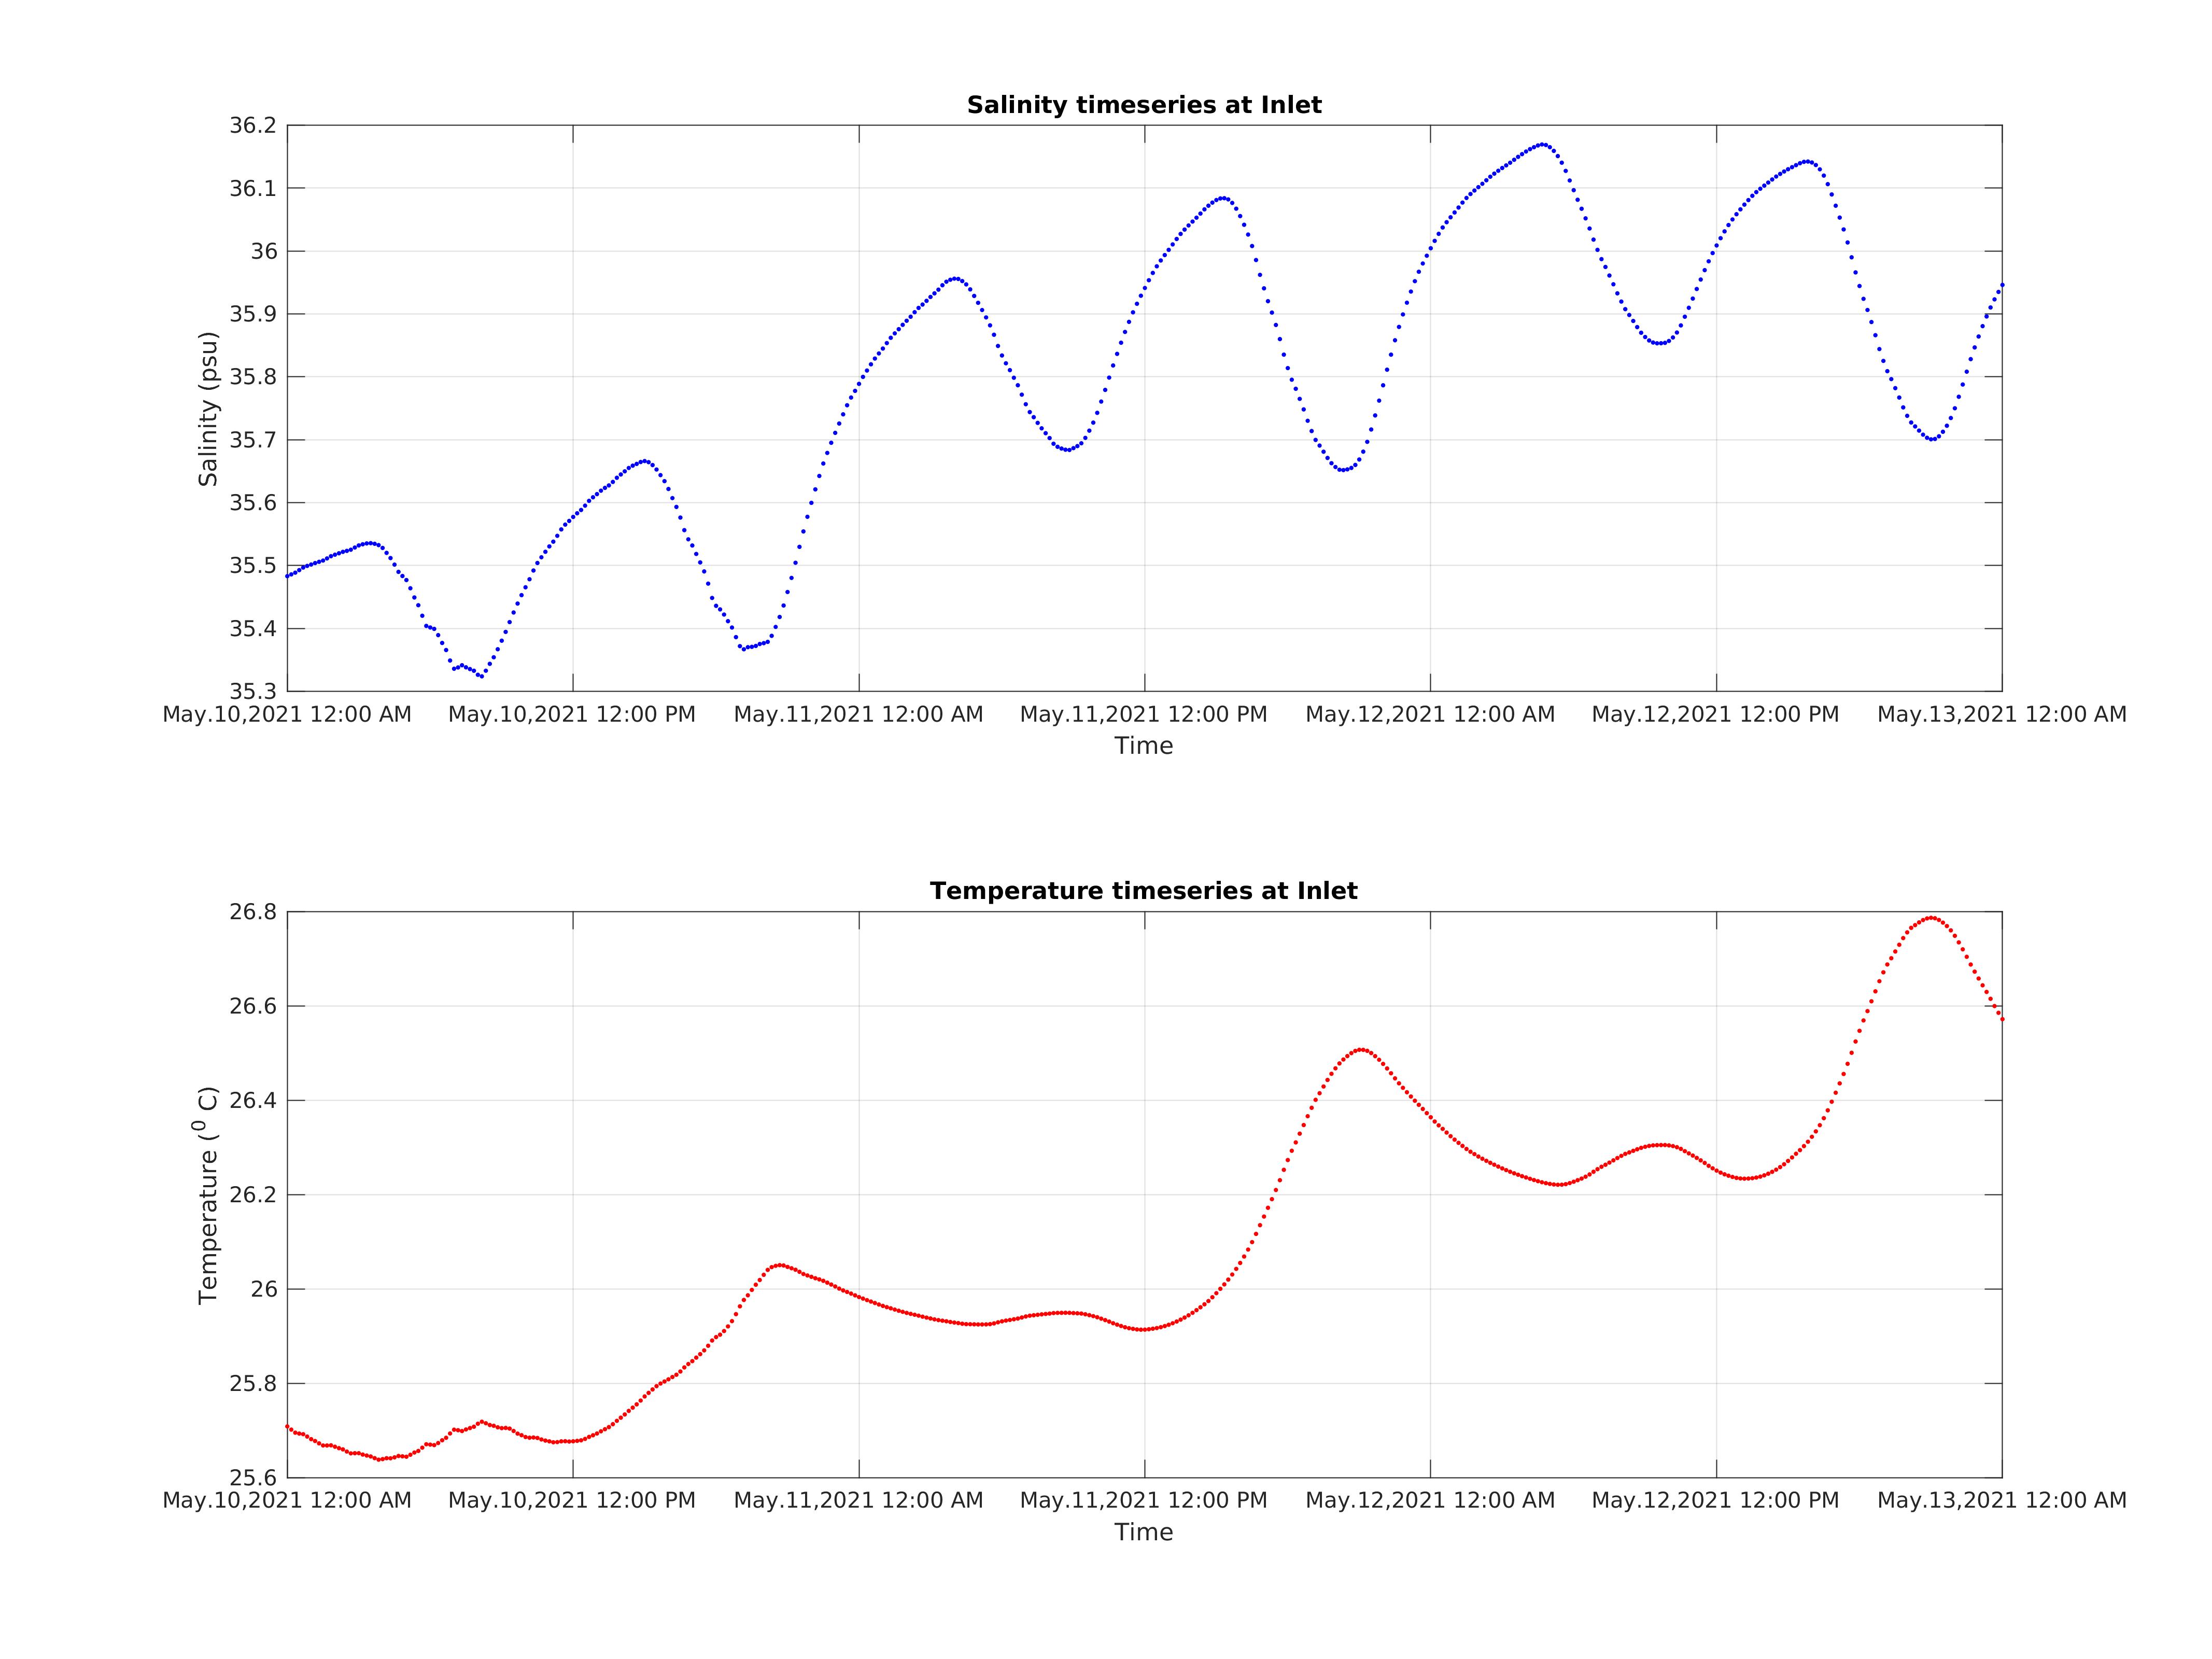 Salinity timeseries at Inlet
36.2
36.1
36
35.9
35.8
35.7
35.6
35.5
35.4
35.3
Salinity (psu)
May.10,2021 12:00 AM May.10,2021 12:00 PM May.11,2021 12:00 AM May.11,2021 12:00 PM May.12,2021 12:00 AM May.12,2021 12:00 PM May.13,2021 12:00 AM
Time
Temperature timeseries at Inlet
26.8
26.6
26.4
26.2
26
25.8
25.6
Temperature (⁰ C)
May.10,2021 12:00 AM May.10,2021 12:00 PM May.11,2021 12:00 AM May.11,2021 12:00 PM May.12,2021 12:00 AM May.12,2021 12:00 PM May.13,2021 12:00 AM
Time